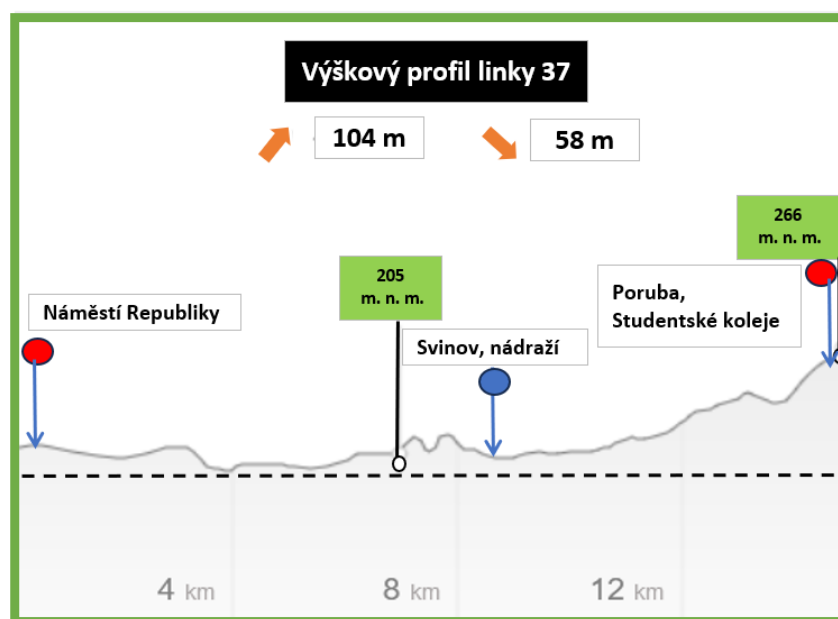 Výškový profil linky 37
104 m
58 m
266
m. n. m.
205
m. n. m.
Poruba,
Studentské koleje
Náměstí Republiky
Svinov, nádraží
4 km
8 km
12 km